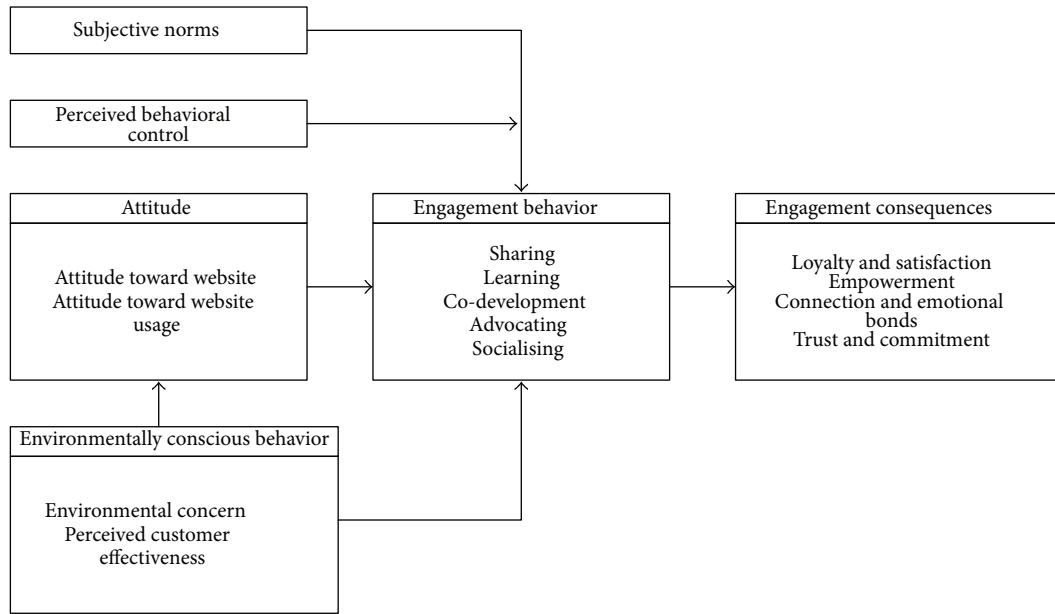 Subjective norms
Perceived behavioral
control
Attitude
Attitude toward website
Attitude toward website
usage
Engagement behavior
Sharing
Learning
Co-development
Advocating
Socialising
Engagement consequences
Loyalty and satisfaction
Empowerment
Connection and emotional
bonds
Trust and commitment
Environmentally conscious behavior
Environmental concern
Perceived customer
effectiveness